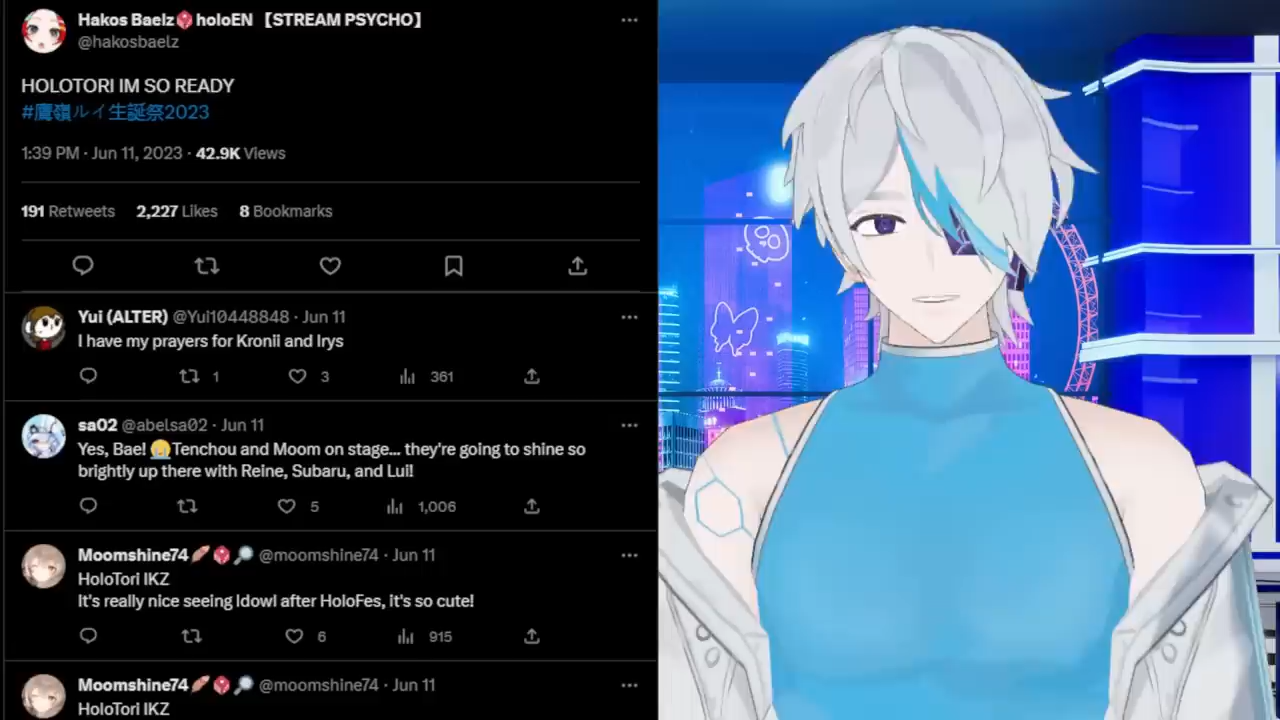 Hakos Baelz holoEN【STREAM PSYCHO】
@hakosbaelz
HOLOTORI IM SO READY
#鷹嶺ルイ生誕祭2023
1:39 PM · Jun 11, 2023 · 42.9K Views
191 Retweets 2,227 Likes 8 Bookmarks
Yui (ALTER) @Yul10448848 · Jun 11
I have my prayers for Kronii and Irys
1 3 361
sa02 @abelsa02 · Jun 11
Yes, Bae! 😭Tenchou and Moom on stage... they're going to shine so
brightly up there with Reine, Subaru, and Lui!
5 1,006
Moomshine74 @moomshine74 · Jun 11
HoloTori IKZ
It's really nice seeing Idowl after HoloFes, it's so cute!
6 915
Moomshine74 @moomshine74 · Jun 11
HoloTori IKZ